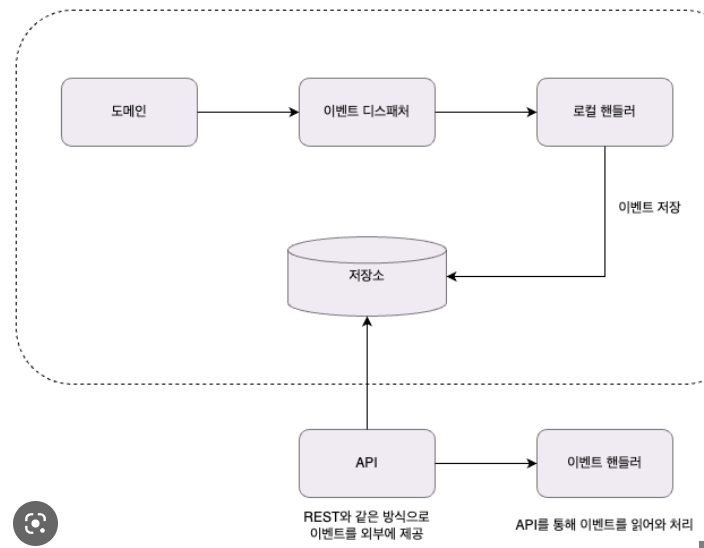 도메인
이벤트 디스패처
로컬 핸들러
이벤트 저장
저장소
API
이벤트 핸들러
REST와 같은 방식으로
이벤트를 외부에 제공
API를 통해 이벤트를 읽어와 처리